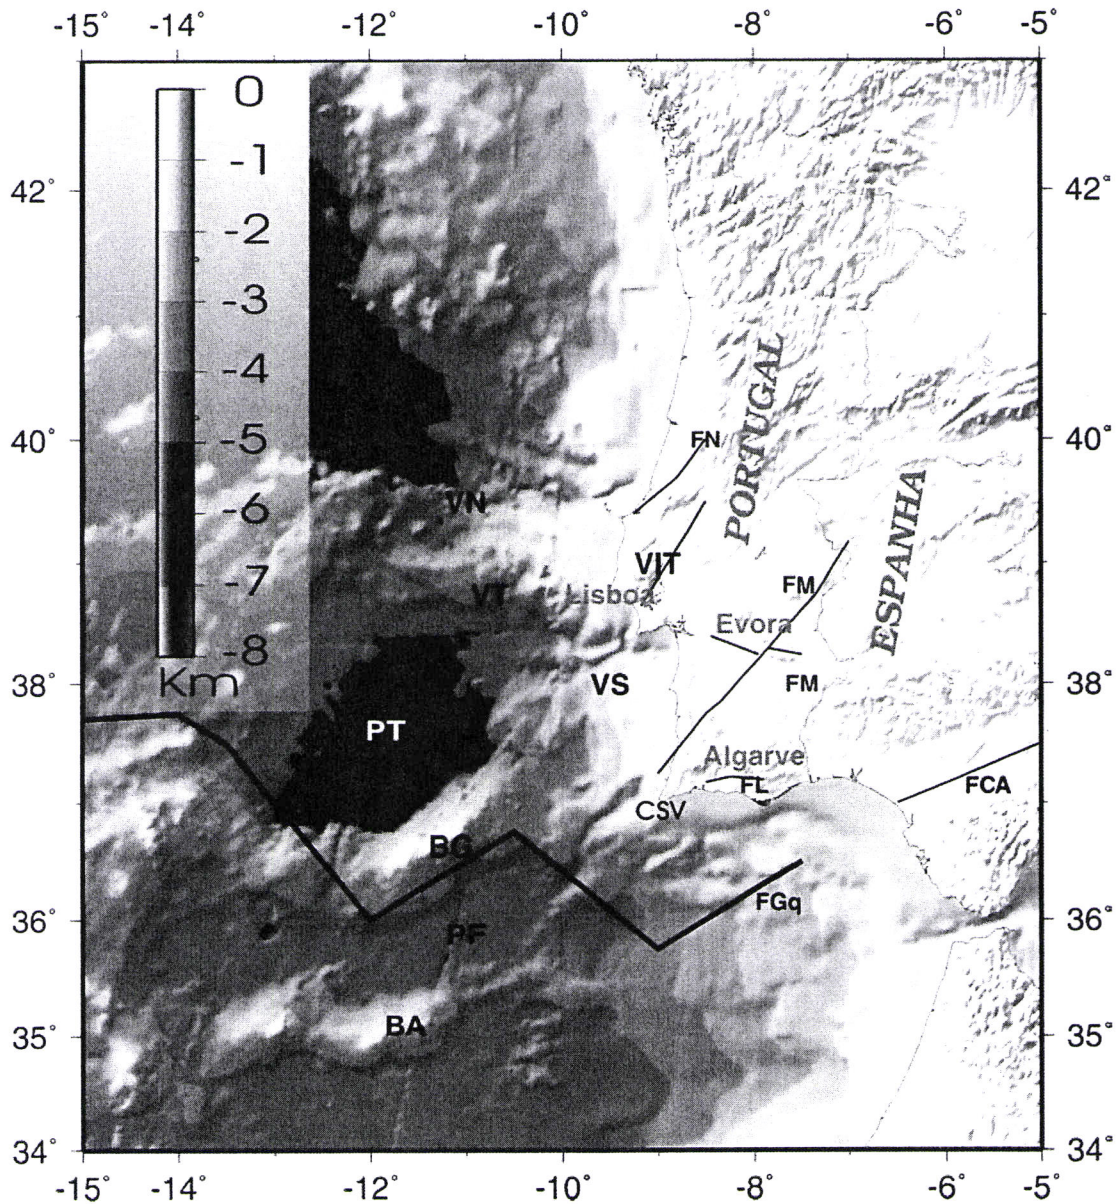 -15° -14° -12° -10° -8° -6° -5°
0
-1
42° -2 42°
-3
-4
PORTUGAL
40° -5 FN 40°
-6 VN
ESPANHA
VIT
-7 VT Lisboa FM
Evora
-8
Km
38° VS FM 38°
PT
Algarve
FL FCA
CSV
BG
FGq
36° PF 36°
BA
35° 35°
34° 34°
-15° -14° -12° -10° -8° -6° -5°